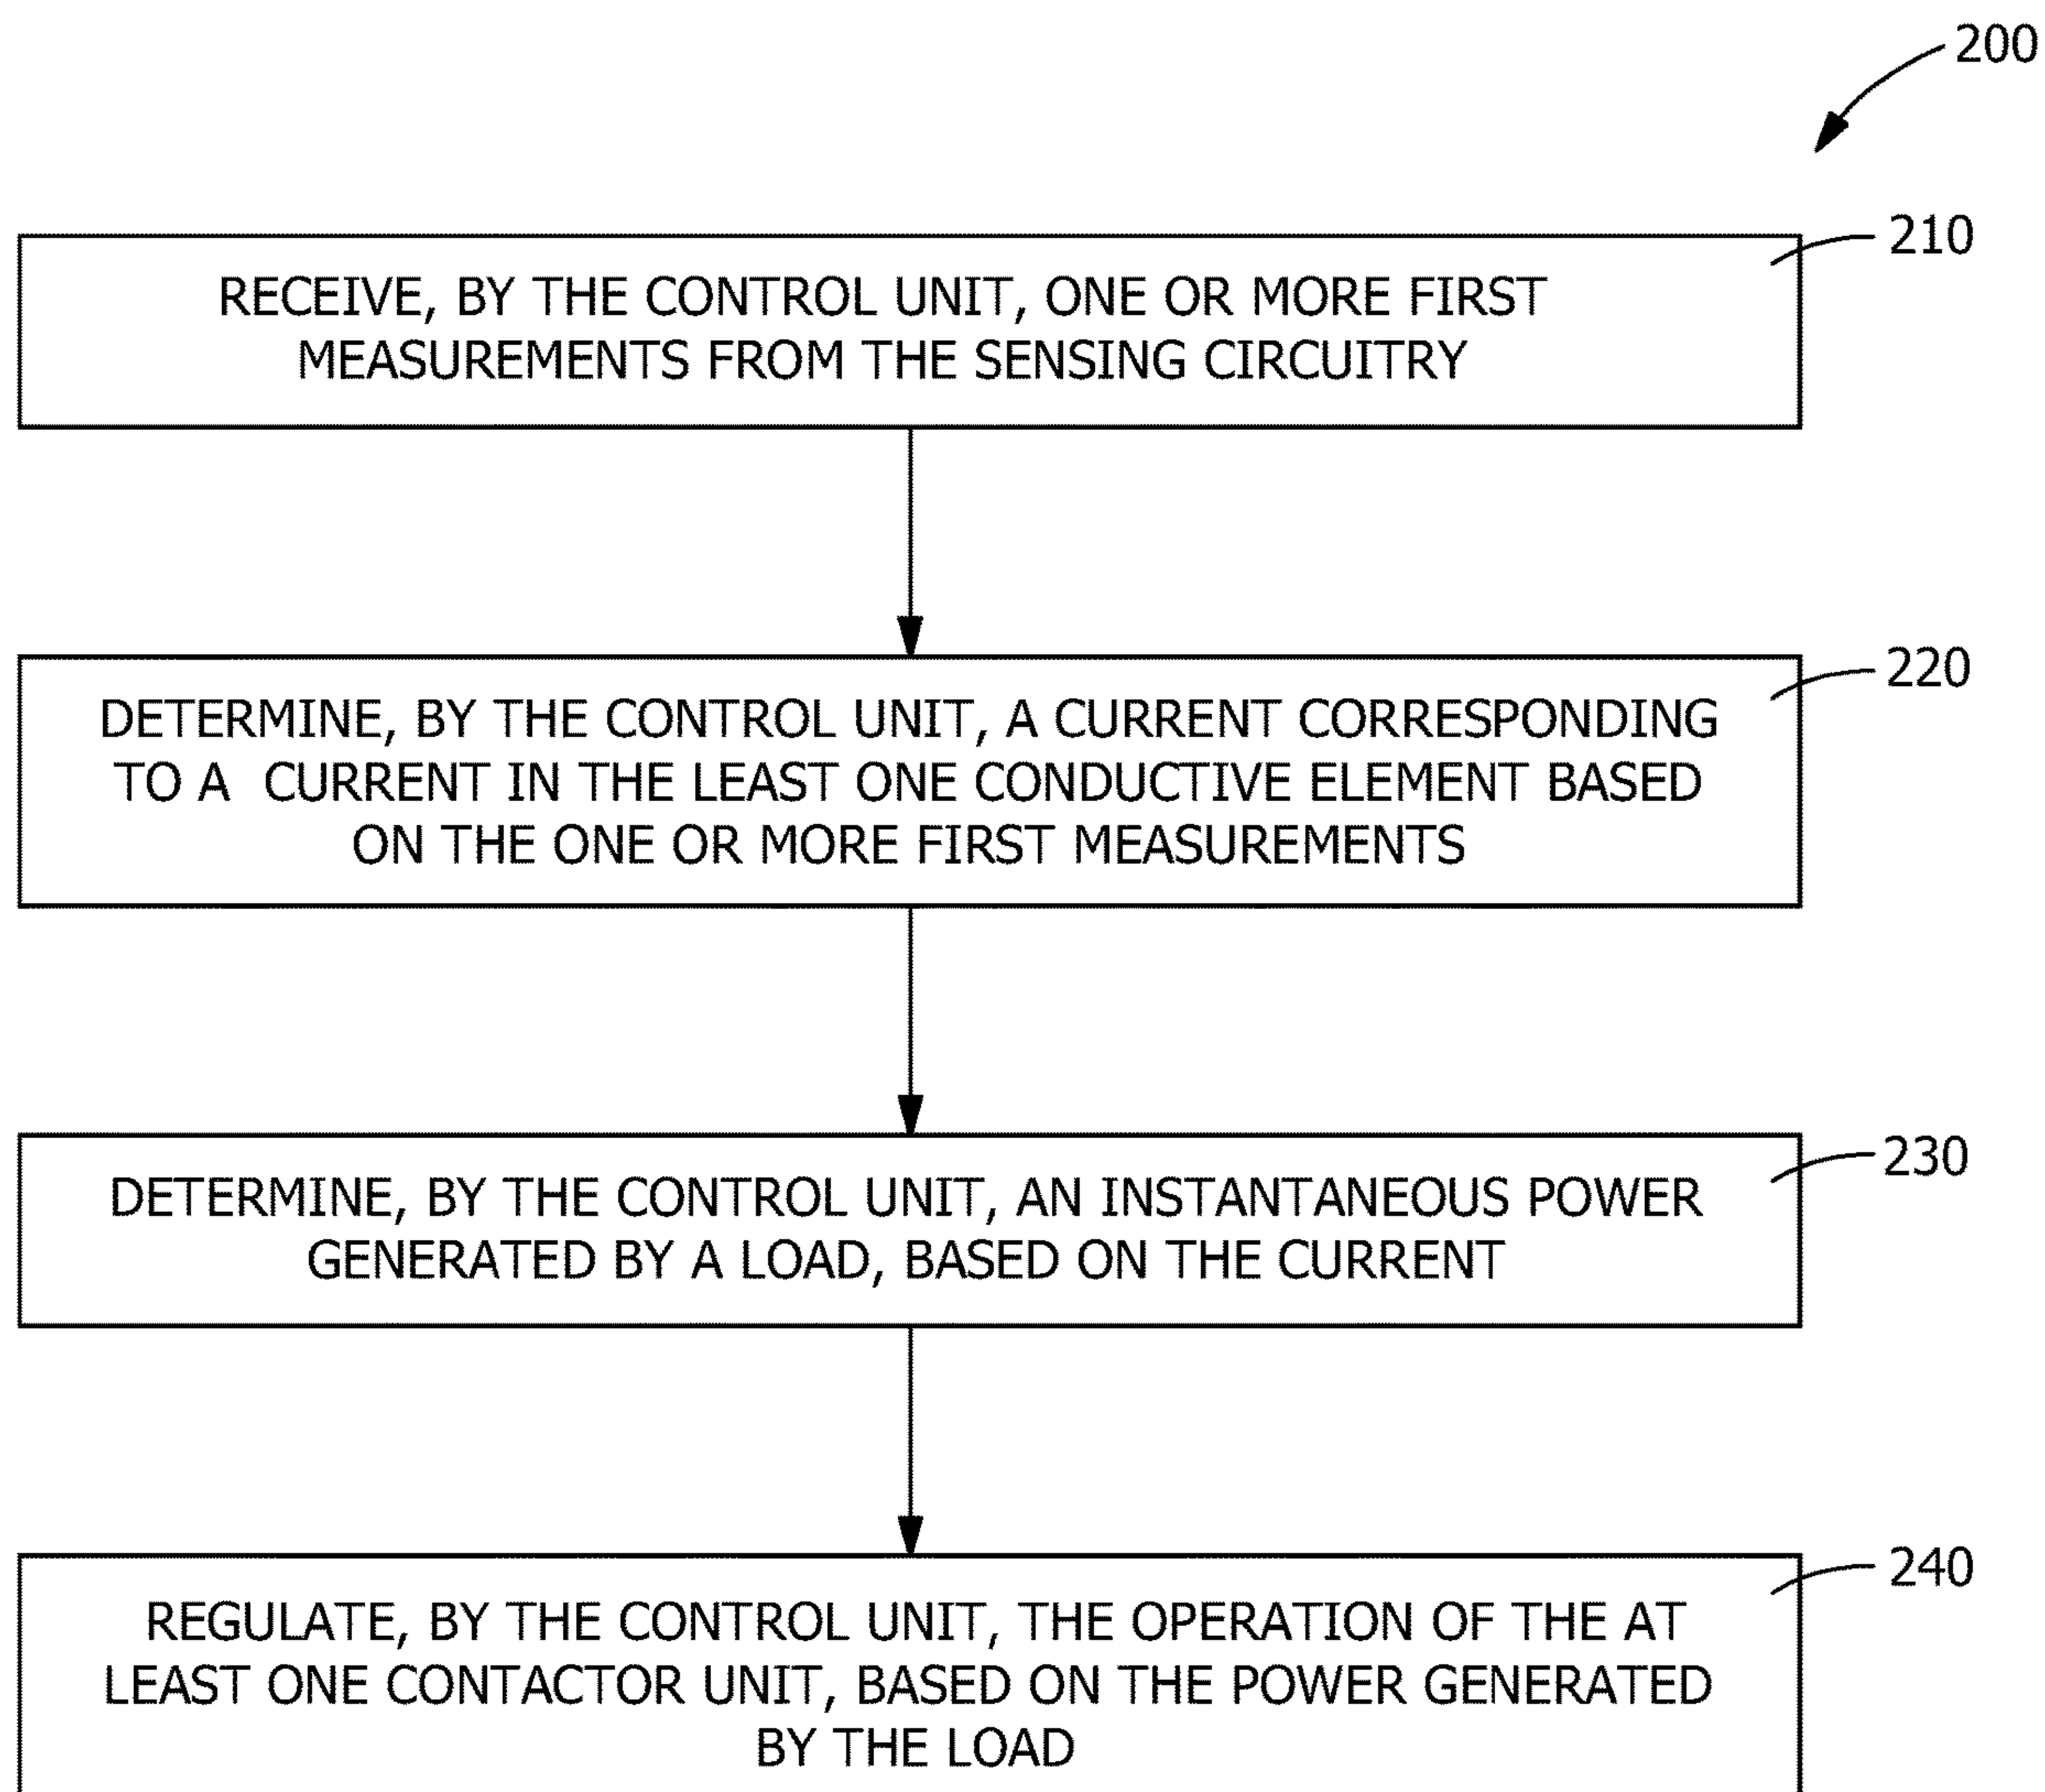 200
210
RECEIVE, BY THE CONTROL UNIT, ONE OR MORE FIRST
MEASUREMENTS FROM THE SENSING CIRCUITRY
220
DETERMINE, BY THE CONTROL UNIT, A CURRENT CORRESPONDING
TO A CURRENT IN THE LEAST ONE CONDUCTIVE ELEMENT BASED
ON THE ONE OR MORE FIRST MEASUREMENTS
230
DETERMINE, BY THE CONTROL UNIT, AN INSTANTANEOUS POWER
GENERATED BY A LOAD, BASED ON THE CURRENT
240
REGULATE, BY THE CONTROL UNIT, THE OPERATION OF THE AT
LEAST ONE CONTACTOR UNIT, BASED ON THE POWER GENERATED
BY THE LOAD